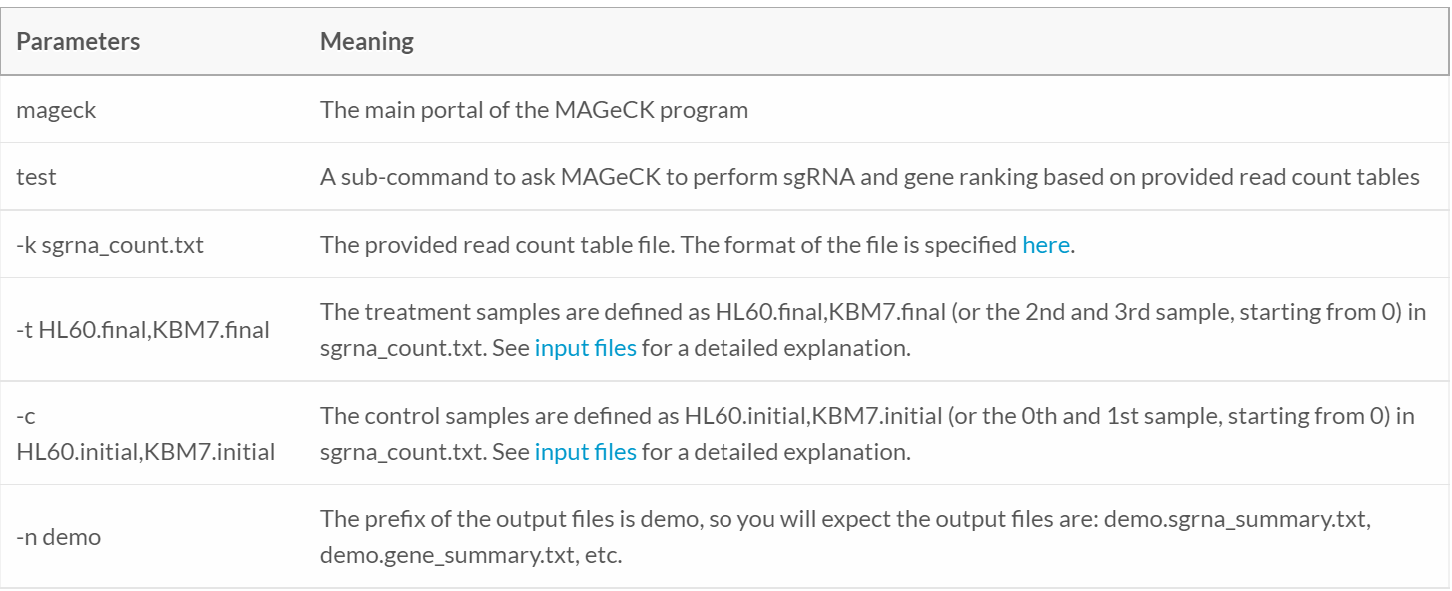 Parameters Meaning
mageck The main portal of the MAGeCK program
test A sub-command to ask MAGeCK to perform sgRNA and gene ranking based on provided read count tables
-k sgrna_count.txt The provided read count table file. The format of the file is specified here.
-t HL60.final,KBM7.final The treatment samples are defined as HL60.final,KBM7.final (or the 2nd and 3rd sample, starting from 0) in
sgrna_count.txt. See input files for a detailed explanation.
-c
HL60.initial,KBM7.initial
The control samples are defined as HL60.initial,KBM7.initial (or the 0th and 1st sample, starting from 0) in
sgrna_count.txt. See input files for a detailed explanation.
-n demo The prefix of the output files is demo, so you will expect the output files are: demo.sgrna_summary.txt,
demo.gene_summary.txt, etc.